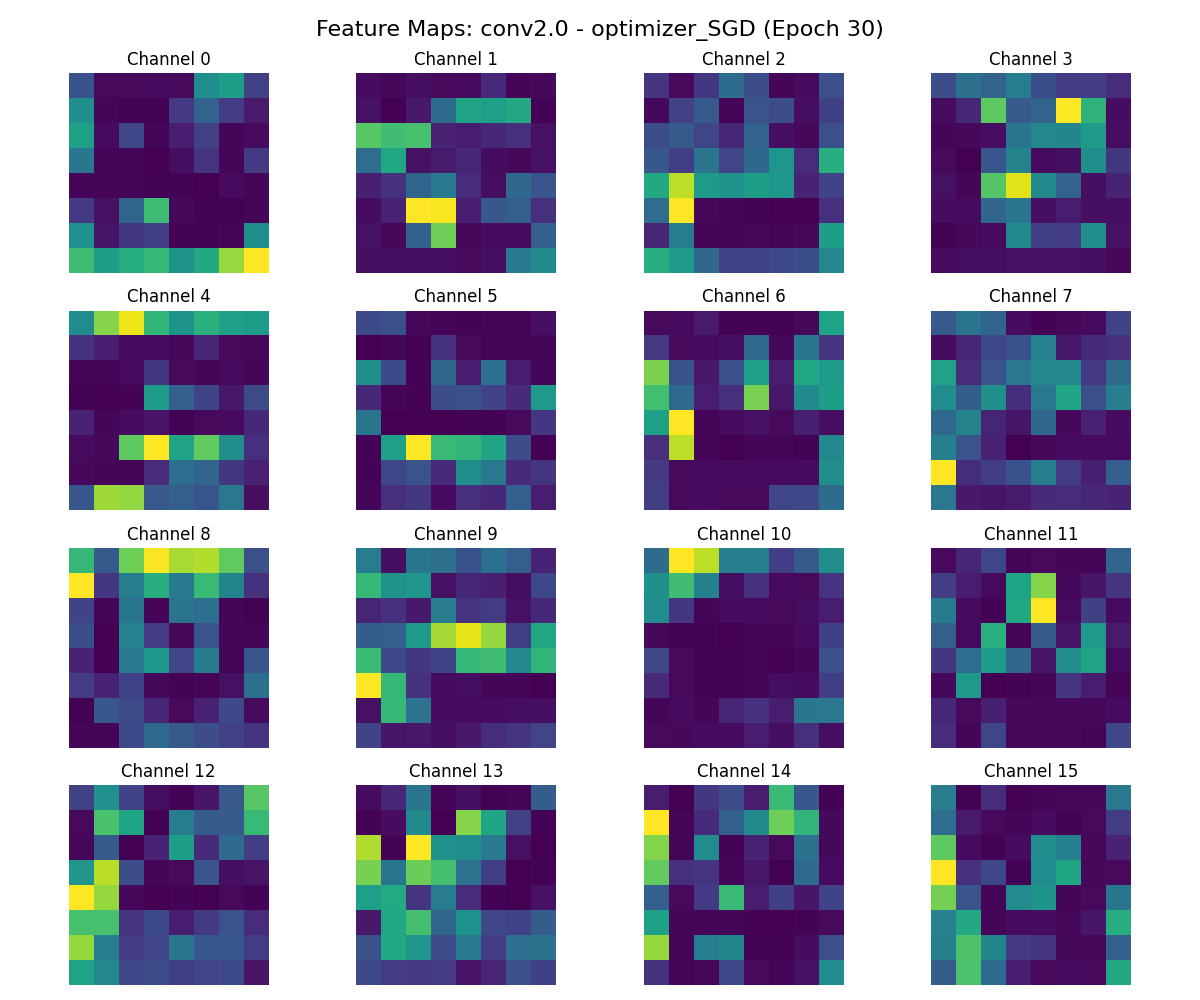 Feature Maps: conv2.0 - optimizer_SGD (Epoch 30)
Channel 0
Channel 1
Channel 2
Channel 3
Channel 4
Channel 5
Channel 6
Channel 7
Channel 8
Channel 9
Channel 10
Channel 11
Channel 12
Channel 13
Channel 14
Channel 15